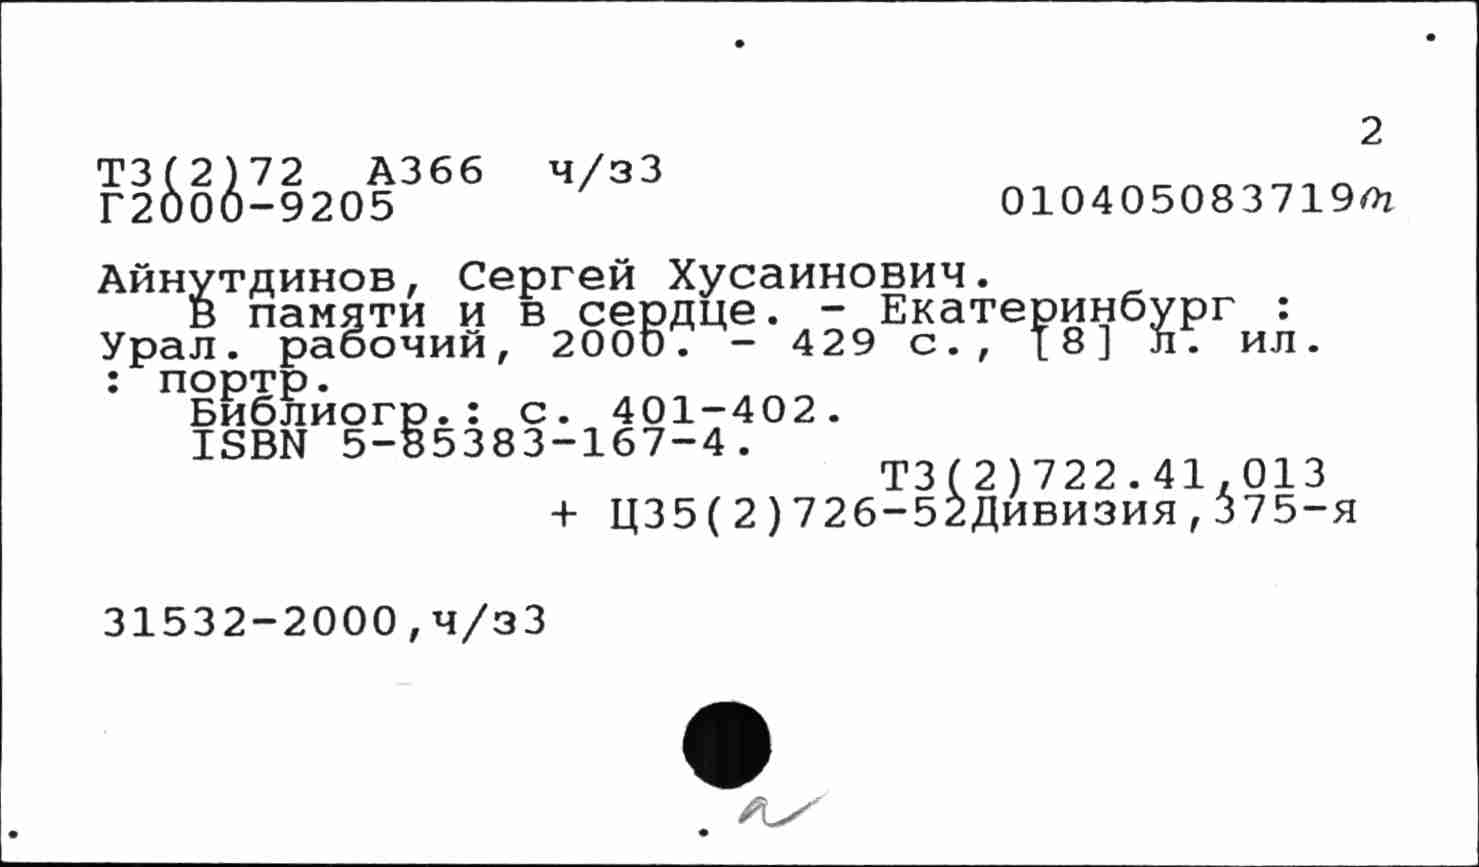 2
Т3(2)72 А366 ч/з3
Г2000-9205 010405083719т
Айнутдинов, Сергей Хусаинович.
В памяти и в сердце. - Екатеринбург :
Урал. рабочий, 2000. - 429 с., [8] л. ил.
: портр.
Библиогр.: с. 401-402.
ISBN 5-85383-167-4.
Т3(2)722.41,013
+ Ц35(2)726-52Дивизия,375-я
31532-2000,ч/з3
a